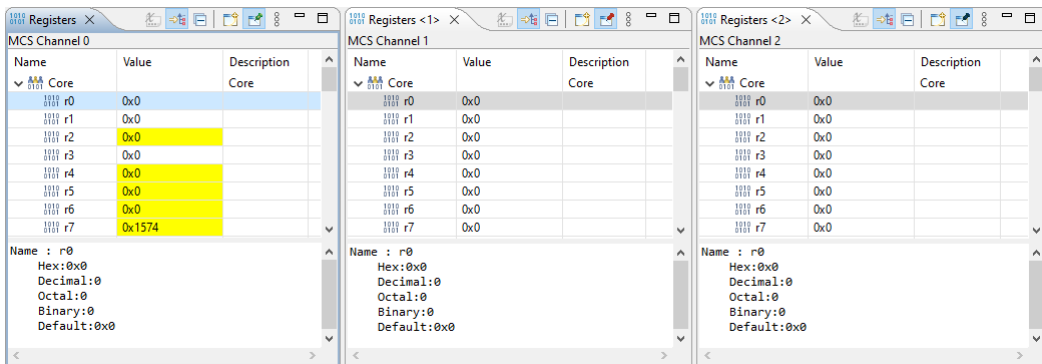 Registers
MCS Channel 0
Name Value Description
Core Core
r0 0x0
r1 0x0
r2 0x0
r3 0x0
r4 0x0
r5 0x0
r6 0x0
r7 0x1574
Name : r0
Hex:0x0
Decimal:0
Octal:0
Binary:0
Default:0x0
Registers <1>
MCS Channel 1
Name Value Description
Core Core
r0 0x0
r1 0x0
r2 0x0
r3 0x0
r4 0x0
r5 0x0
r6 0x0
r7 0x0
Name : r0
Hex:0x0
Decimal:0
Octal:0
Binary:0
Default:0x0
Registers <2>
MCS Channel 2
Name Value Description
Core Core
r0 0x0
r1 0x0
r2 0x0
r3 0x0
r4 0x0
r5 0x0
r6 0x0
r7 0x0
Name : r0
Hex:0x0
Decimal:0
Octal:0
Binary:0
Default:0x0